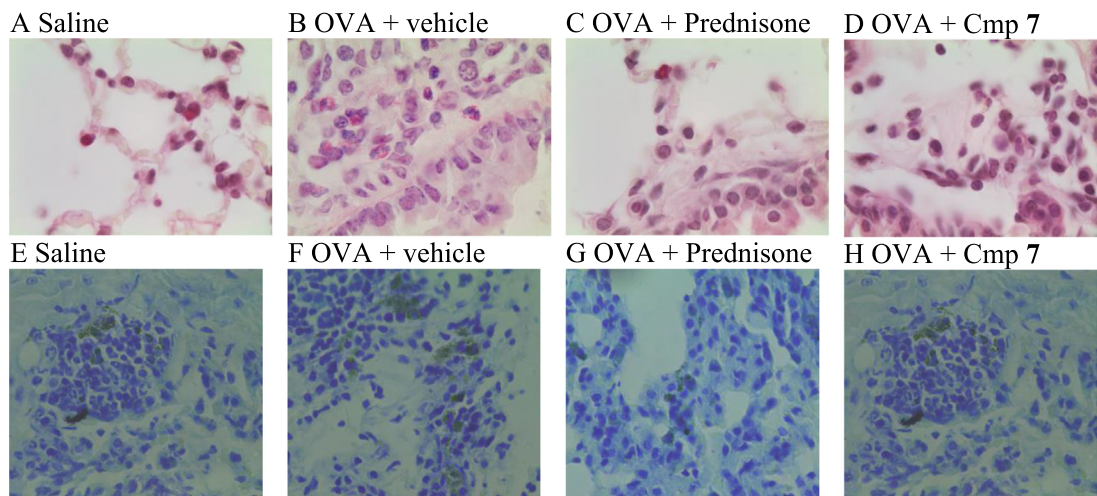 A Saline
B OVA + vehicle
C OVA + Prednisone
D OVA + Cmp 7
E Saline
F OVA + vehicle
G OVA + Prednisone
H OVA + Cmp 7